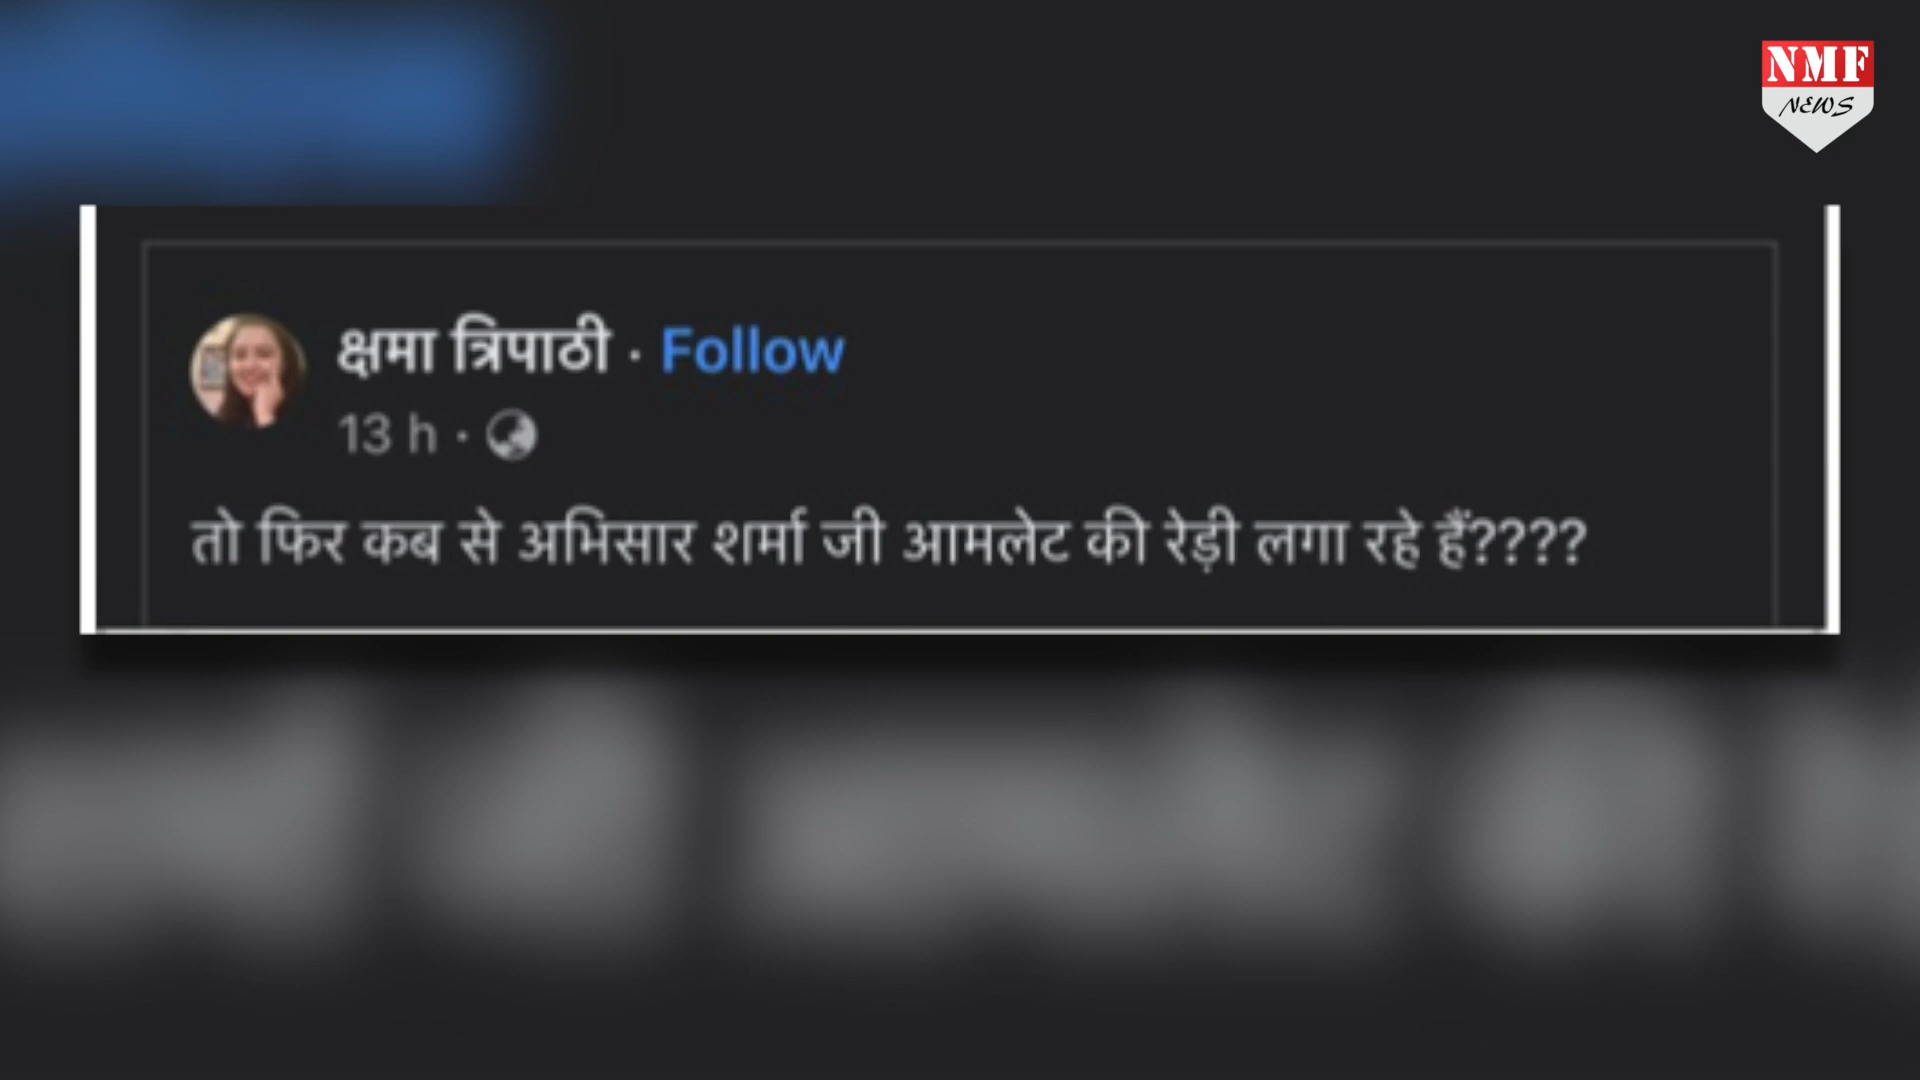 NMF
NEWS
क्षमा त्रिपाठी · Follow
13 h ·
तो फिर कब से अभिसार शर्मा जी आमलेट की रेड़ी लगा रहे हैं????